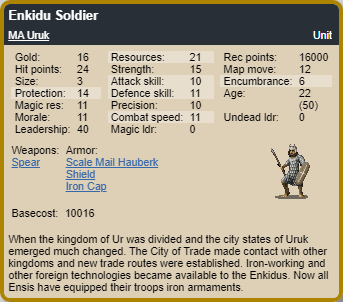 Enkidu Soldier
MA Uruk Unit
Gold: 16 Resources: 21 Rec points: 16000
Hit points: 24 Strength: 15 Map move: 12
Size: 3 Attack skill: 10 Encumbrance: 6
Protection: 14 Defence skill: 11 Age: 22
Magic res: 11 Precision: 10 (50)
Morale: 11 Combat speed: 11 Undead ldr: 0
Leadership: 40 Magic ldr: 0
Weapons: Armor:
Spear Scale Mail Hauberk
Shield
Iron Cap
Basecost: 10016
When the kingdom of Ur was divided and the city states of Uruk
emerged much changed. The City of Trade made contact with other
kingdoms and new trade routes were established. Iron-working and
other foreign technologies became available to the Enkidus. Now all
Ensis have equipped their troops iron armaments.